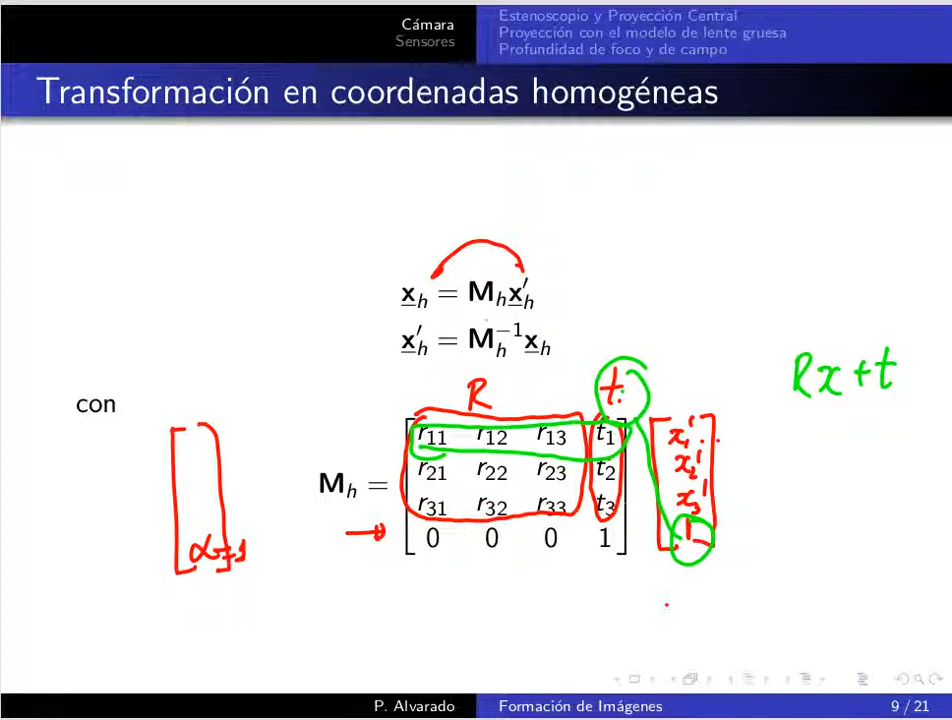 Cámara
Sensores
Estenoscopio y Proyección Central
Proyección con el modelo de lente gruesa
Profundidad de foco y de campo
Transformación en coordenadas homogéneas
x_h = M_h x'_h
x'_h = M_h^{-1} x_h
con
R t
Rx+t
M_h =
r11 r12 r13 t1
r21 r22 r23 t2
r31 r32 r33 t3
0 0 0 1
x1'
x2'
x3'
1
α=1
P. Alvarado
Formación de Imágenes
9 / 21